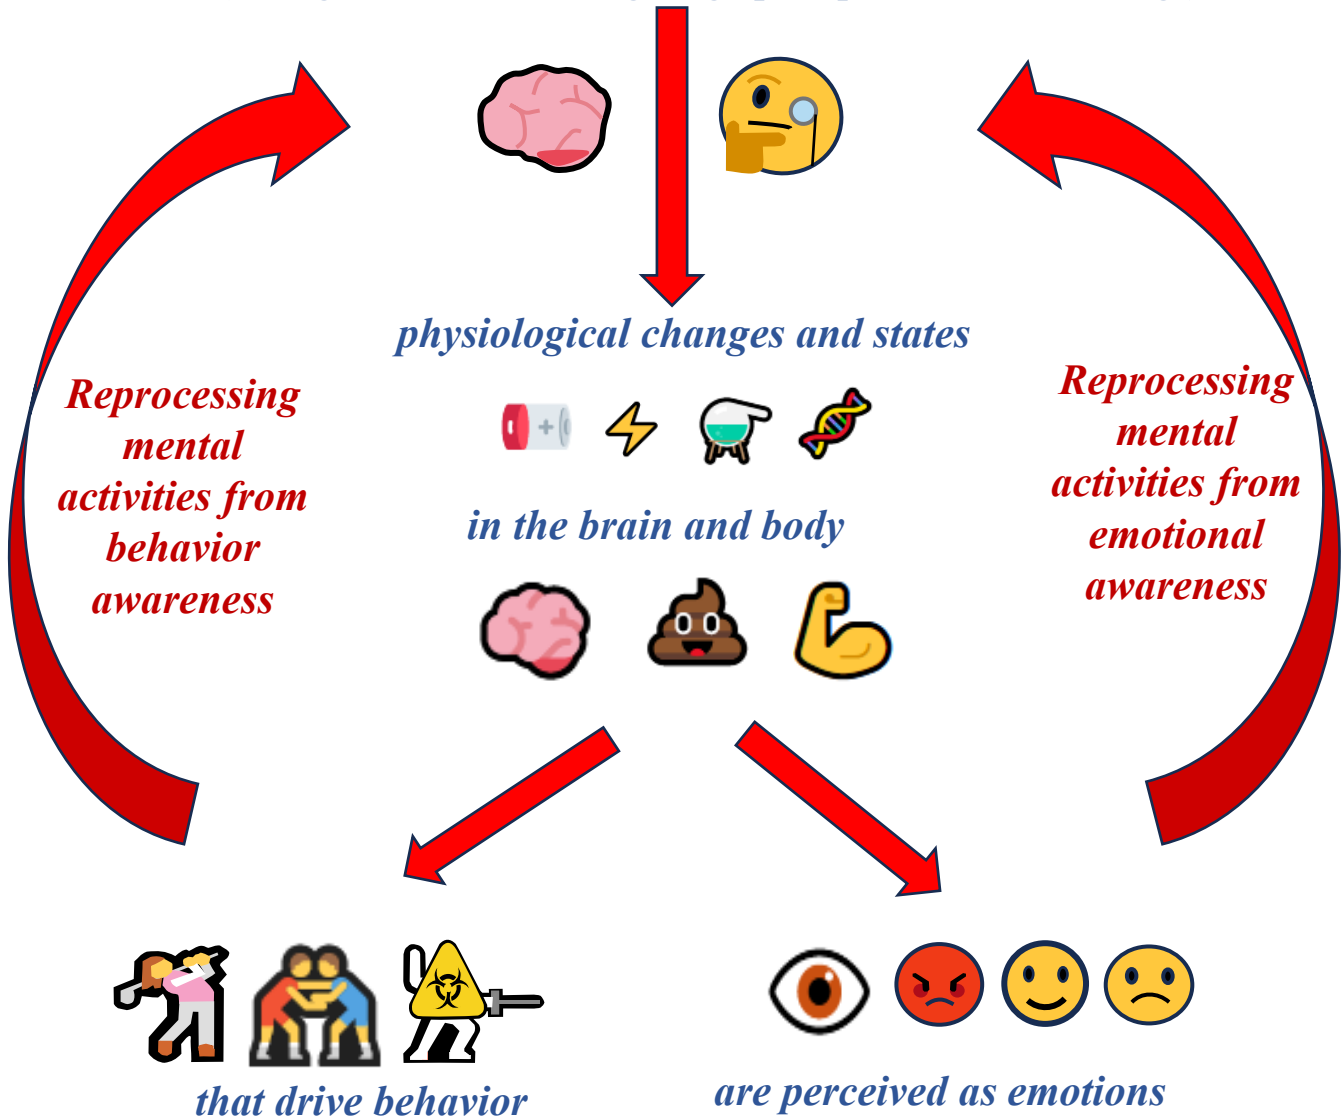 physiological changes and states
Reprocessing
mental
activities from
behavior
awareness
Reprocessing
mental
activities from
emotional
awareness
in the brain and body
that drive behavior
are perceived as emotions